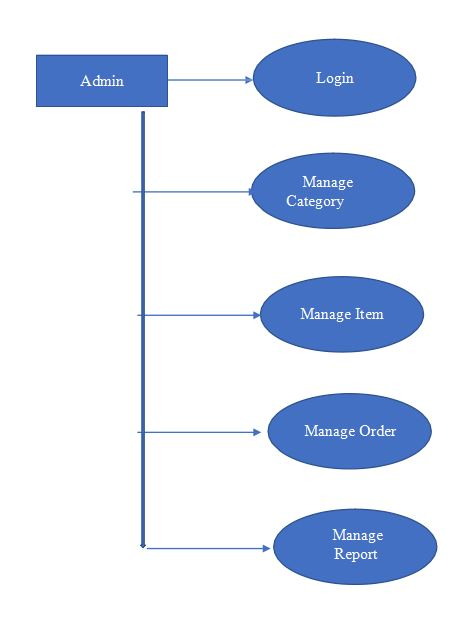 Admin
Login
Manage
Category
Manage Item
Manage Order
Manage
Report